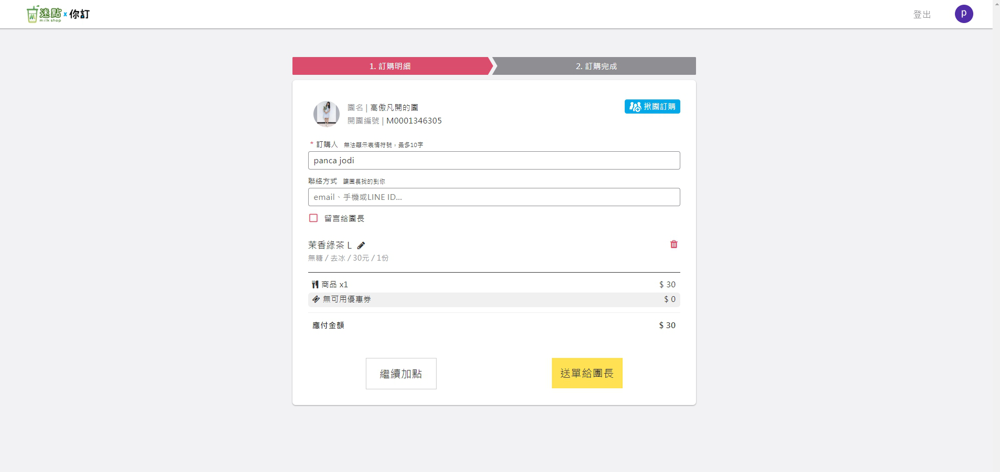 迷點 milk shop x 你訂
登出
p
1. 訂購明細
2. 訂購完成
團名 | 高傲凡開的團
揪團訂購
開團編號 | M0001346305
* 訂購人 無法顯示表情符號，最多10字
panca jodi
聯絡方式 讓團長找的到你
email、手機或LINE ID...
留言給團長
茉香綠茶 L
無糖 / 去冰 / 30元 / 1份
商品 x1 $ 30
無可用優惠券 $ 0
應付金額 $ 30
繼續加點
送單給團長